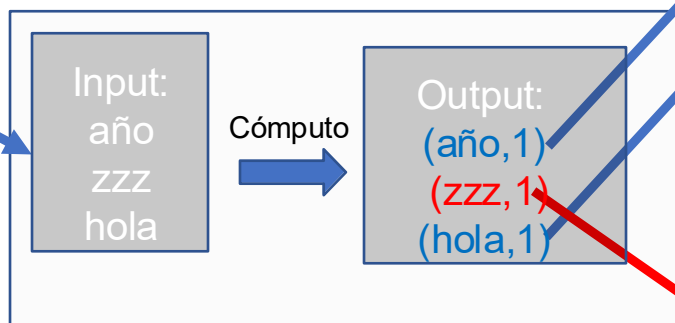 Input:
año
zzz
hola
Cómputo
Output:
(año,1)
(zzz,1)
(hola,1)